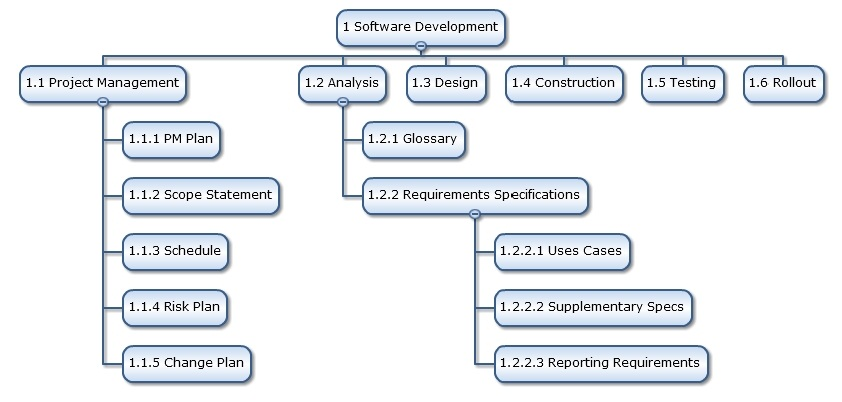 1 Software Development
1.1 Project Management
1.2 Analysis
1.3 Design
1.4 Construction
1.5 Testing
1.6 Rollout
1.1.1 PM Plan
1.1.2 Scope Statement
1.1.3 Schedule
1.1.4 Risk Plan
1.1.5 Change Plan
1.2.1 Glossary
1.2.2 Requirements Specifications
1.2.2.1 Uses Cases
1.2.2.2 Supplementary Specs
1.2.2.3 Reporting Requirements